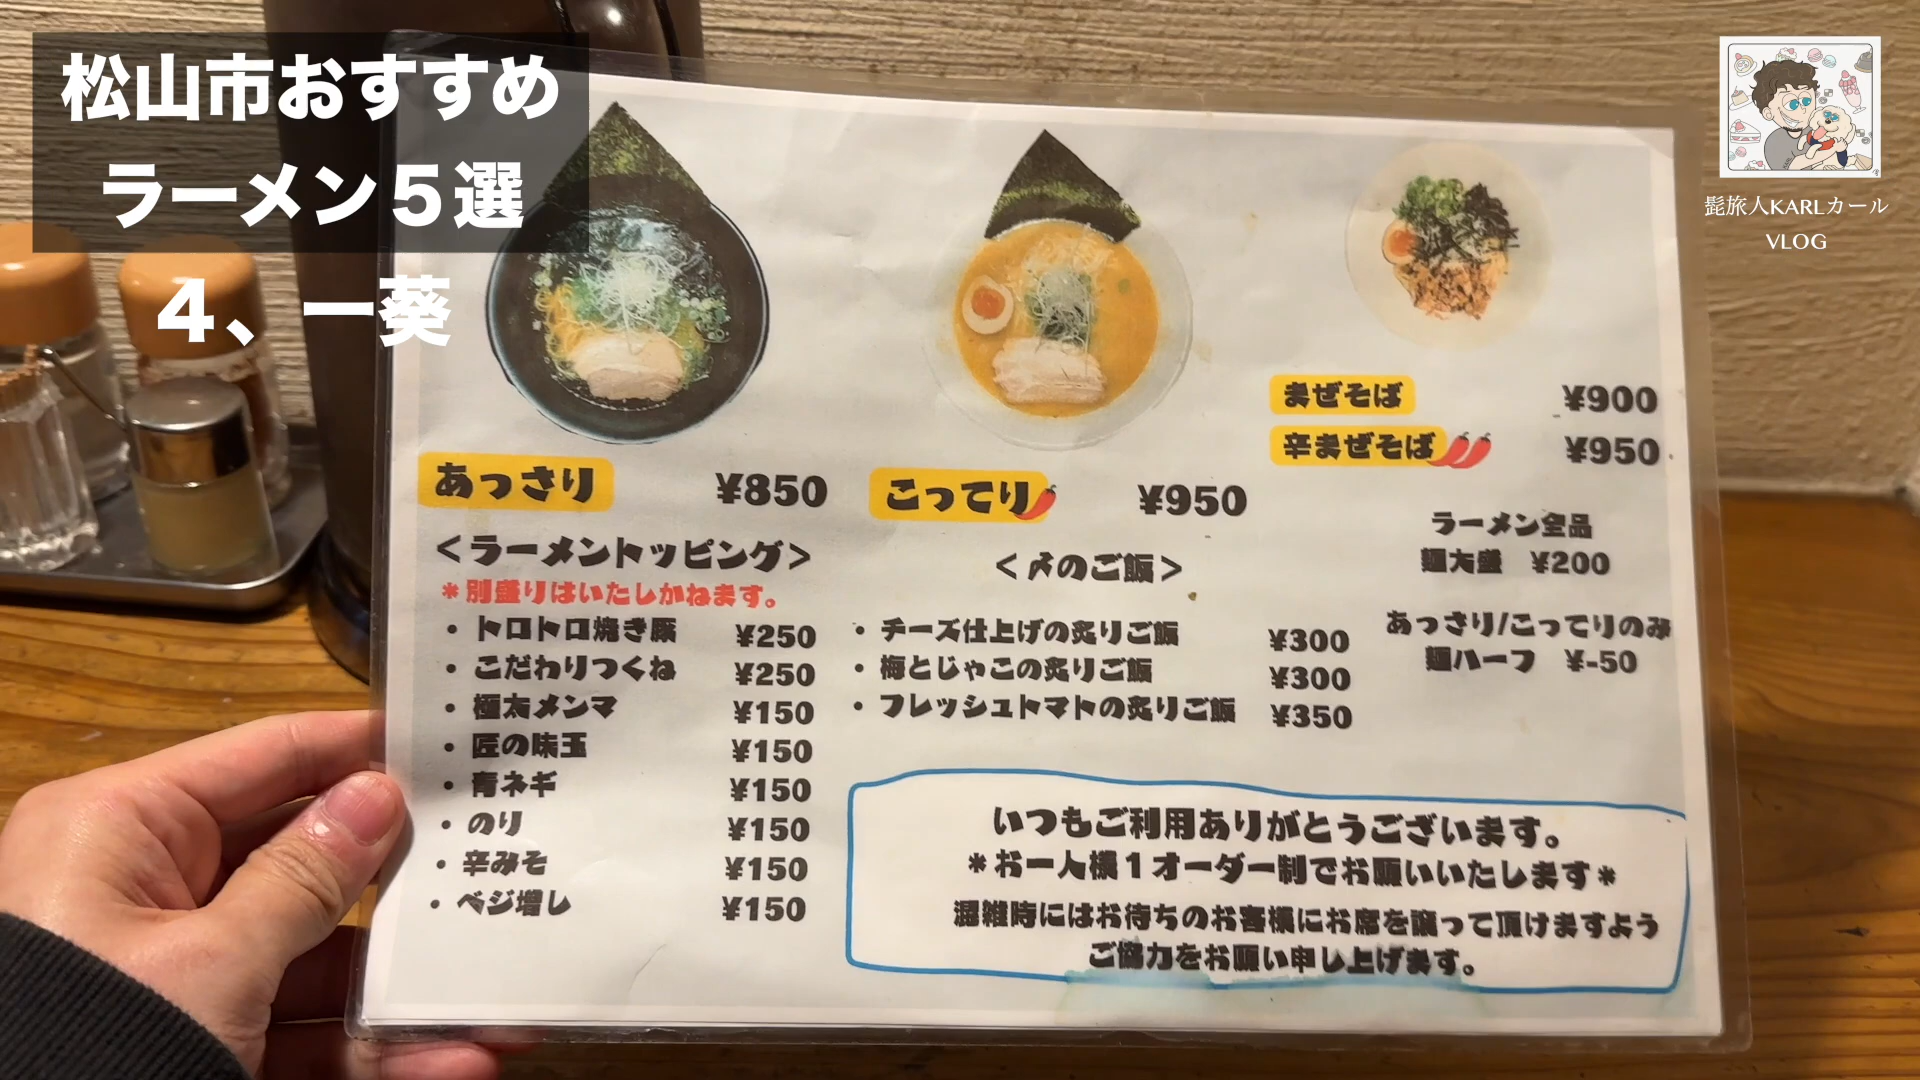 松山市おすすめ
ラーメン５選
４、一葵
髭旅人KARLカール
VLOG
あっさり ¥850
こってり ¥950
まぜそば ¥900
辛まぜそば ¥950
ラーメン全品
麺大盛 ¥200
あっさり/こってりのみ
麺ハーフ ¥-50
＜ラーメントッピング＞
＊別盛りはいたしかねます。
・トロトロ焼き豚 ¥250
・こだわりつくね ¥250
・極太メンマ ¥150
・匠の味玉 ¥150
・青ネギ ¥150
・のり ¥150
・辛みそ ¥150
・ベジ増し ¥150
＜〆のご飯＞
・チーズ仕上げの炙りご飯 ¥300
・梅とじゃこの炙りご飯 ¥300
・フレッシュトマトの炙りご飯 ¥350
いつもご利用ありがとうございます。
＊お一人様１オーダー制でお願いいたします＊
混雑時にはお待ちのお客様にお席を譲って頂けますよう
ご協力をお願い申し上げます。